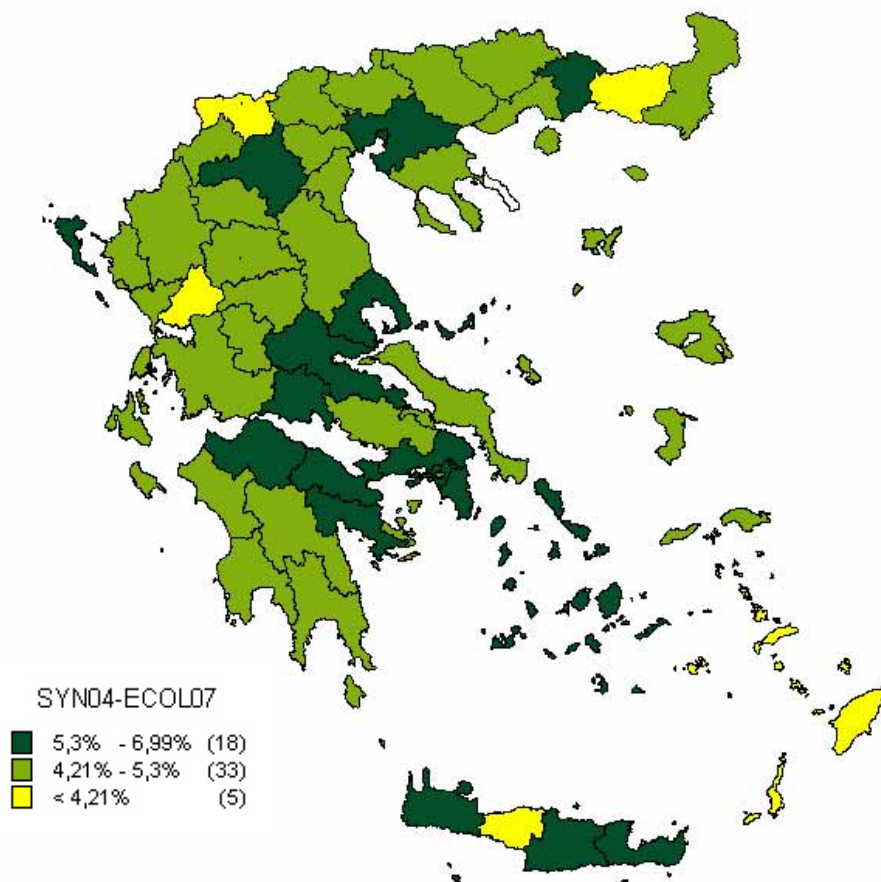 SYN04-ECOL07
5,3% - 6,99% (18)
4,21% - 5,3% (33)
< 4,21% (5)